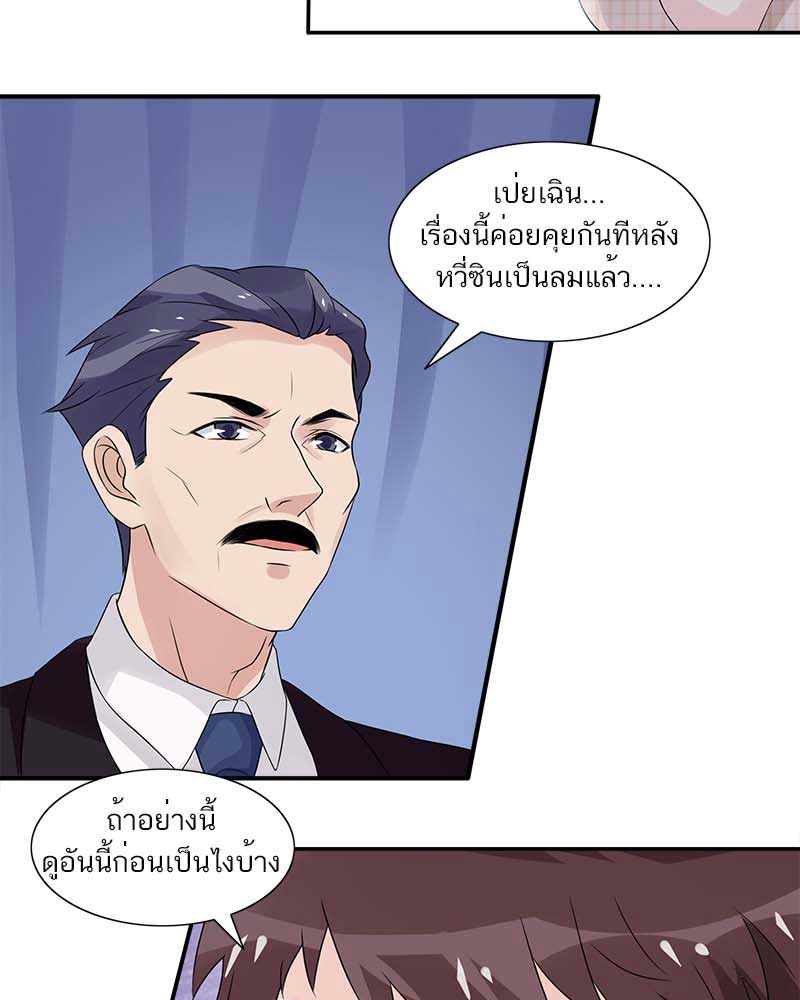 เป่ยเฉิน...
เรื่องนี้ค่อยคุยกันทีหลัง
หวี่ซินเป็นลมแล้ว....
ถ้าอย่างนี้
ดูอันนี้ก่อนเป็นไงบ้าง